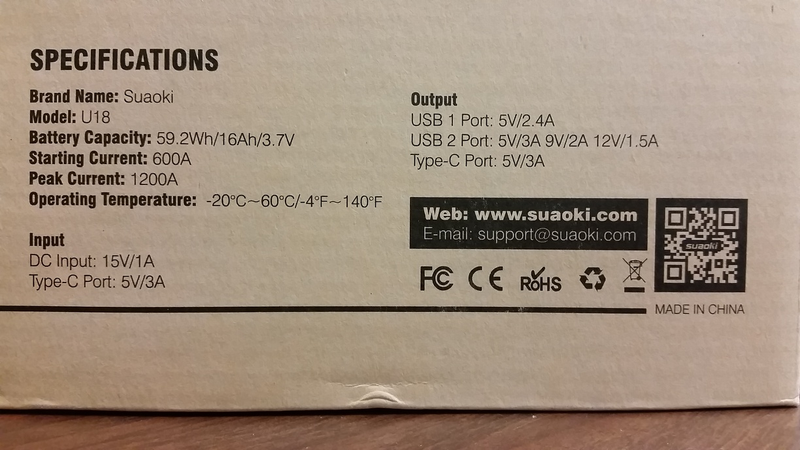 SPECIFICATIONS
Brand Name: Suaoki
Model: U18
Battery Capacity: 59.2Wh/16Ah/3.7V
Starting Current: 600A
Peak Current: 1200A
Operating Temperature: -20°C~60°C/-4°F~140°F
Input
DC Input: 15V/1A
Type-C Port: 5V/3A
Output
USB 1 Port: 5V/2.4A
USB 2 Port: 5V/3A 9V/2A 12V/1.5A
Type-C Port: 5V/3A
Web: www.suaoki.com
E-mail: support@suaoki.com
suaoki
FC CE RoHS
MADE IN CHINA